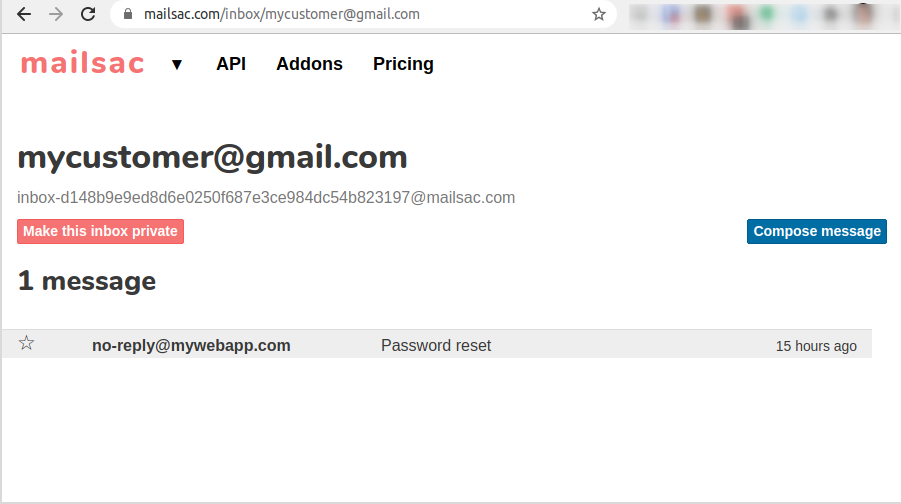 mailsac.com/inbox/mycustomer@gmail.com
mailsac ▼ API Addons Pricing
mycustomer@gmail.com
inbox-d148b9e9ed8d6e0250f687e3ce984dc54b823197@mailsac.com
Make this inbox private Compose message
1 message
☆ no-reply@mywebapp.com Password reset 15 hours ago